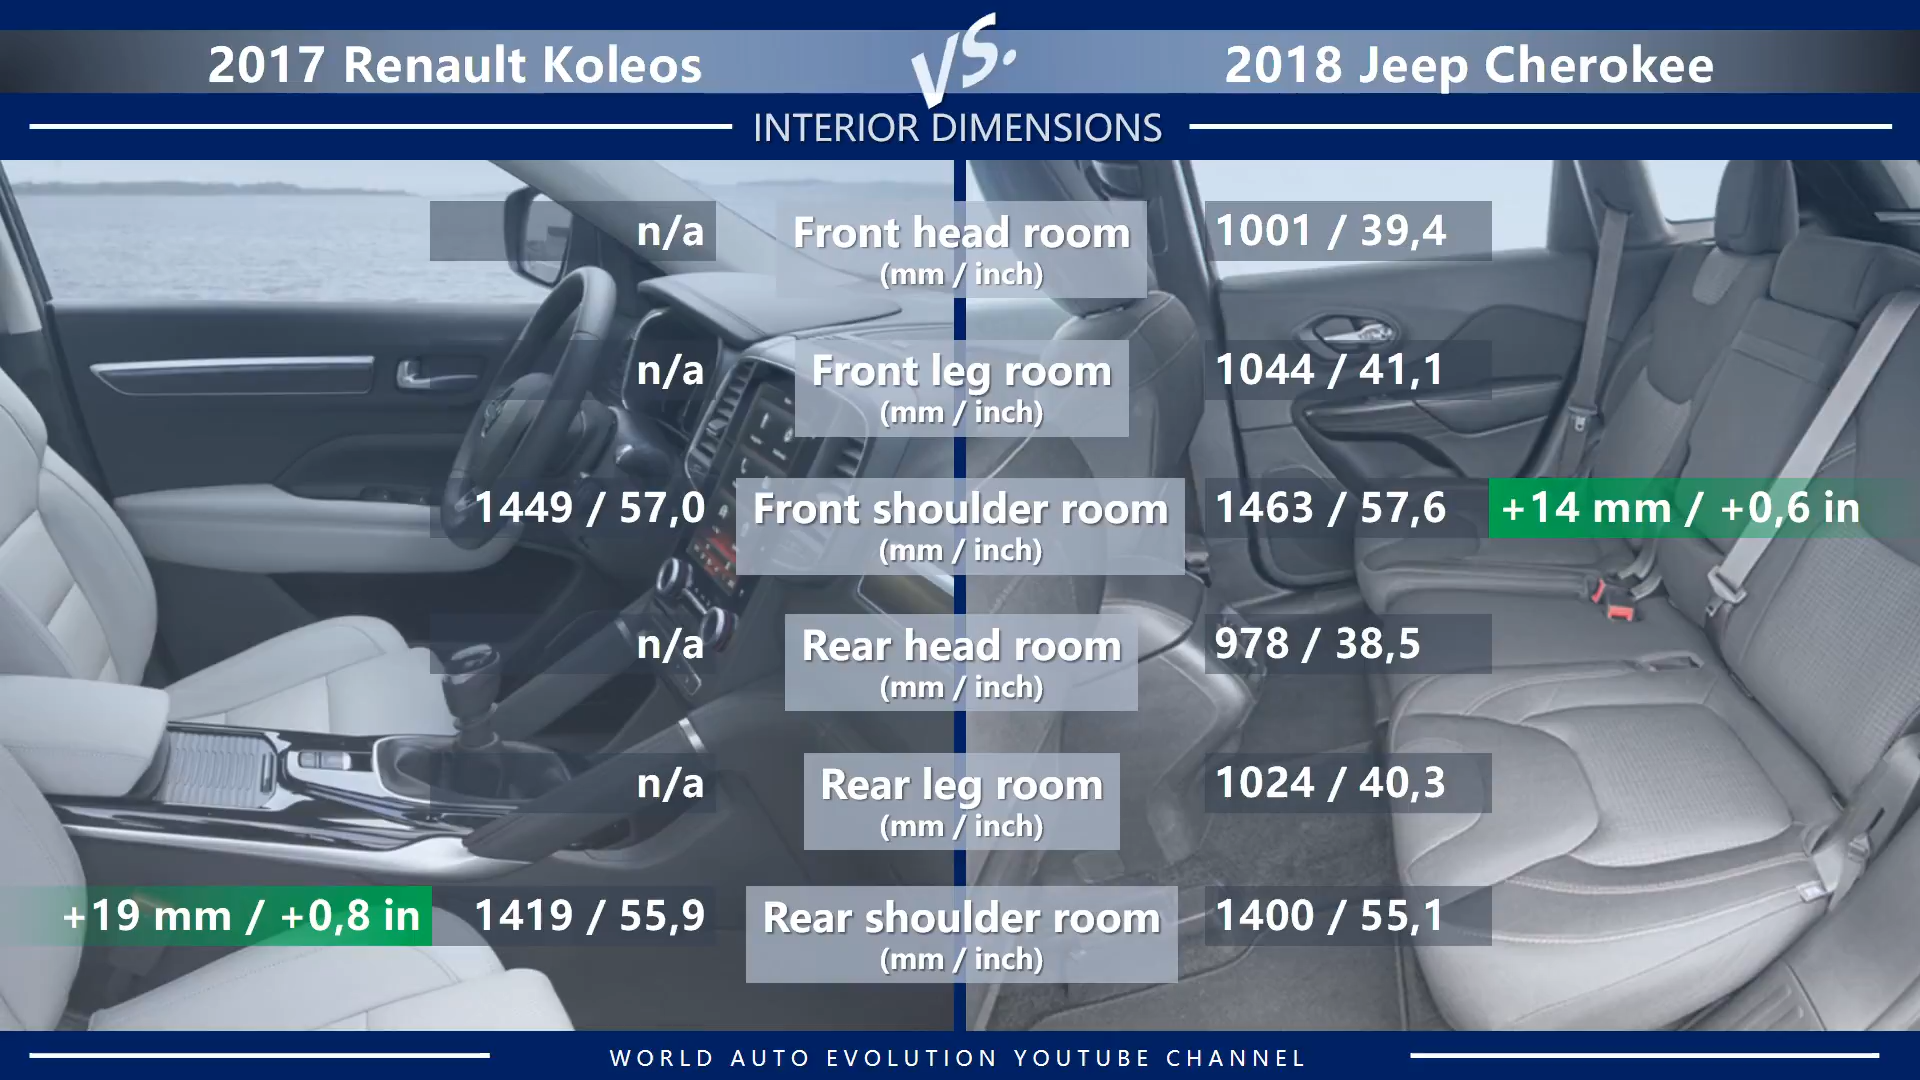 2017 Renault Koleos VS. 2018 Jeep Cherokee
INTERIOR DIMENSIONS
n/a Front head room 1001 / 39,4
(mm / inch)
n/a Front leg room 1044 / 41,1
(mm / inch)
1449 / 57,0 Front shoulder room 1463 / 57,6 +14 mm / +0,6 in
(mm / inch)
n/a Rear head room 978 / 38,5
(mm / inch)
n/a Rear leg room 1024 / 40,3
(mm / inch)
+19 mm / +0,8 in 1419 / 55,9 Rear shoulder room 1400 / 55,1
(mm / inch)
WORLD AUTO EVOLUTION YOUTUBE CHANNEL